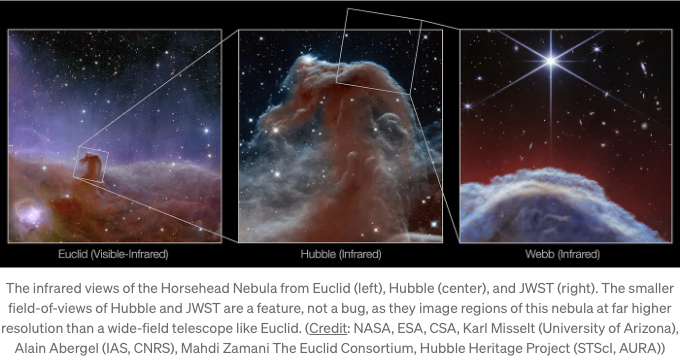 Euclid (Visible-Infrared)
Hubble (Infrared)
Webb (Infrared)
The infrared views of the Horsehead Nebula from Euclid (left), Hubble (center), and JWST (right). The smaller
field-of-views of Hubble and JWST are a feature, not a bug, as they image regions of this nebula at far higher
resolution than a wide-field telescope like Euclid. (Credit: NASA, ESA, CSA, Karl Misselt (University of Arizona),
Alain Abergel (IAS, CNRS), Mahdi Zamani The Euclid Consortium, Hubble Heritage Project (STScI, AURA))